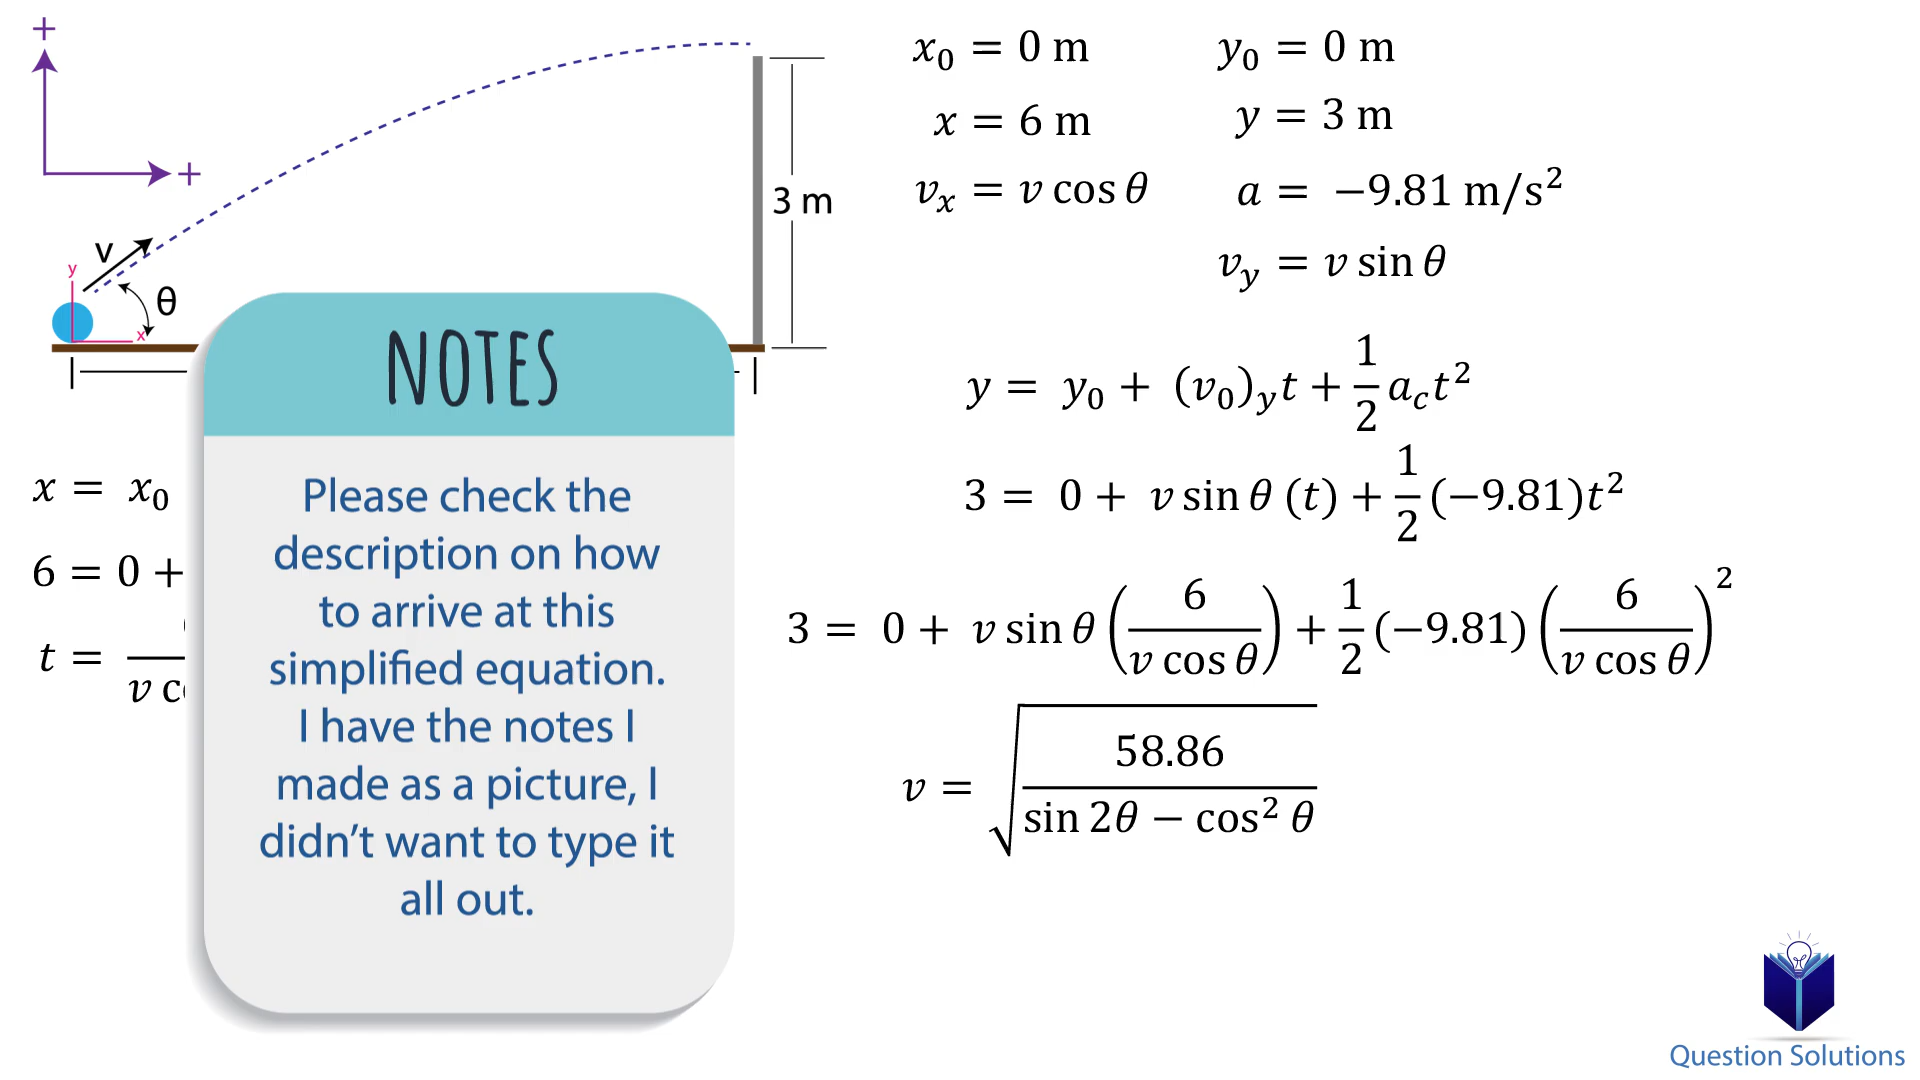 +
+
v
y
θ
x
3 m
x₀ = 0 m
x = 6 m
vₓ = v cos θ
y₀ = 0 m
y = 3 m
a = −9.81 m/s²
v_y = v sin θ
x = x₀
6 = 0 +
t =
v c
NOTES
Please check the
description on how
to arrive at this
simplified equation.
I have the notes I
made as a picture, I
didn't want to type it
all out.
y = y₀ + (v₀)_y t + 1/2 a_c t²
3 = 0 + v sin θ (t) + 1/2 (−9.81)t²
3 = 0 + v sin θ (6/(v cos θ)) + 1/2 (−9.81) (6/(v cos θ))²
v = √(58.86/(sin 2θ − cos² θ))
Question Solutions